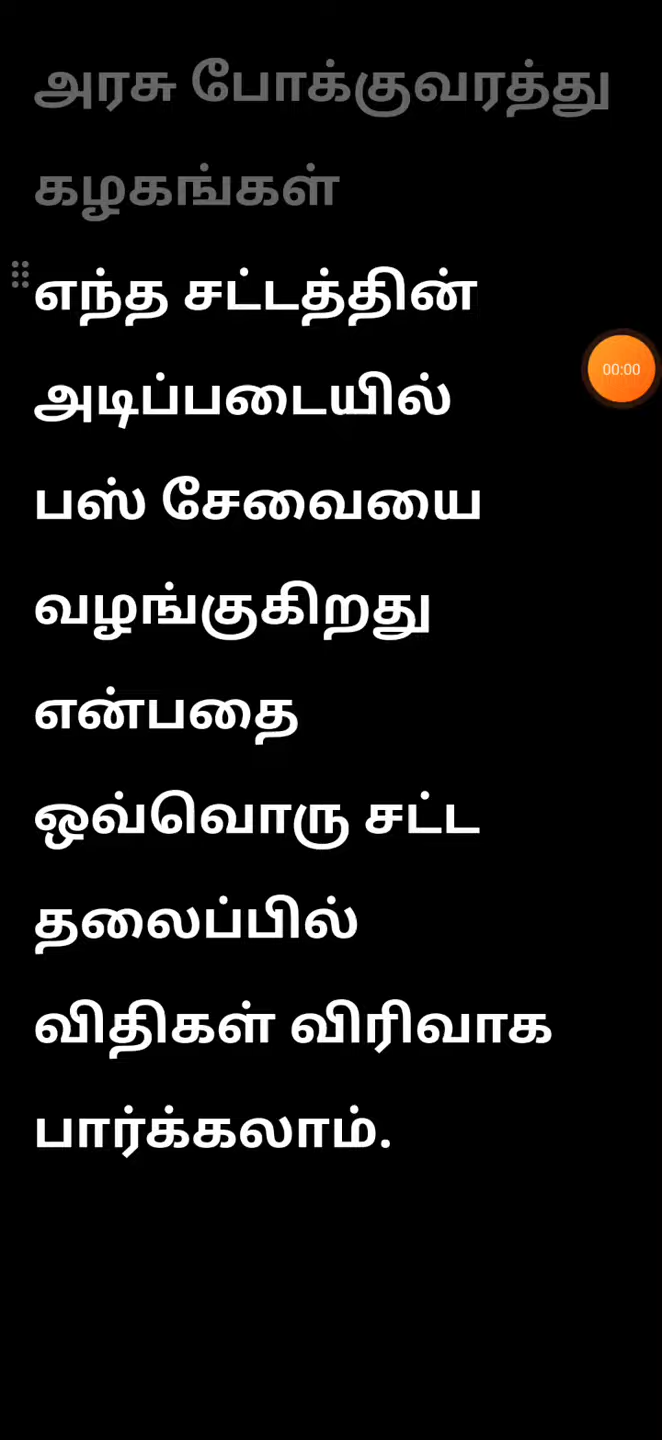 அரசு போக்குவரத்து
கழகங்கள்
எந்த சட்டத்தின்
00:00
அடிப்படையில்
பஸ் சேவையை
வழங்குகிறது
என்பதை
ஒவ்வொரு சட்ட
தலைப்பில்
விதிகள் விரிவாக
பார்க்கலாம்.